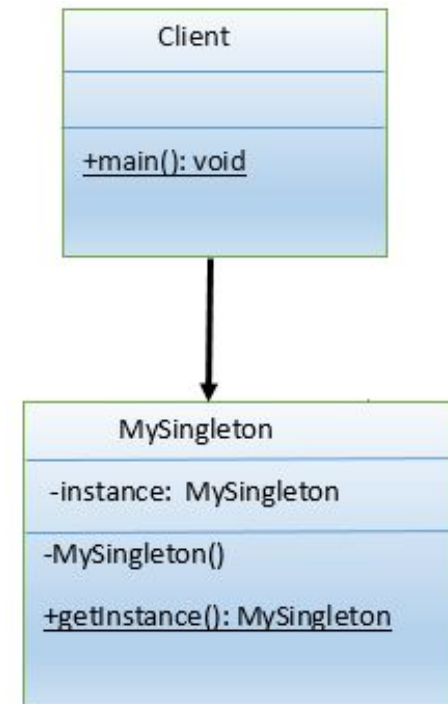 Client
+main(): void
MySingleton
-instance: MySingleton
-MySingleton()
+getInstance(): MySingleton